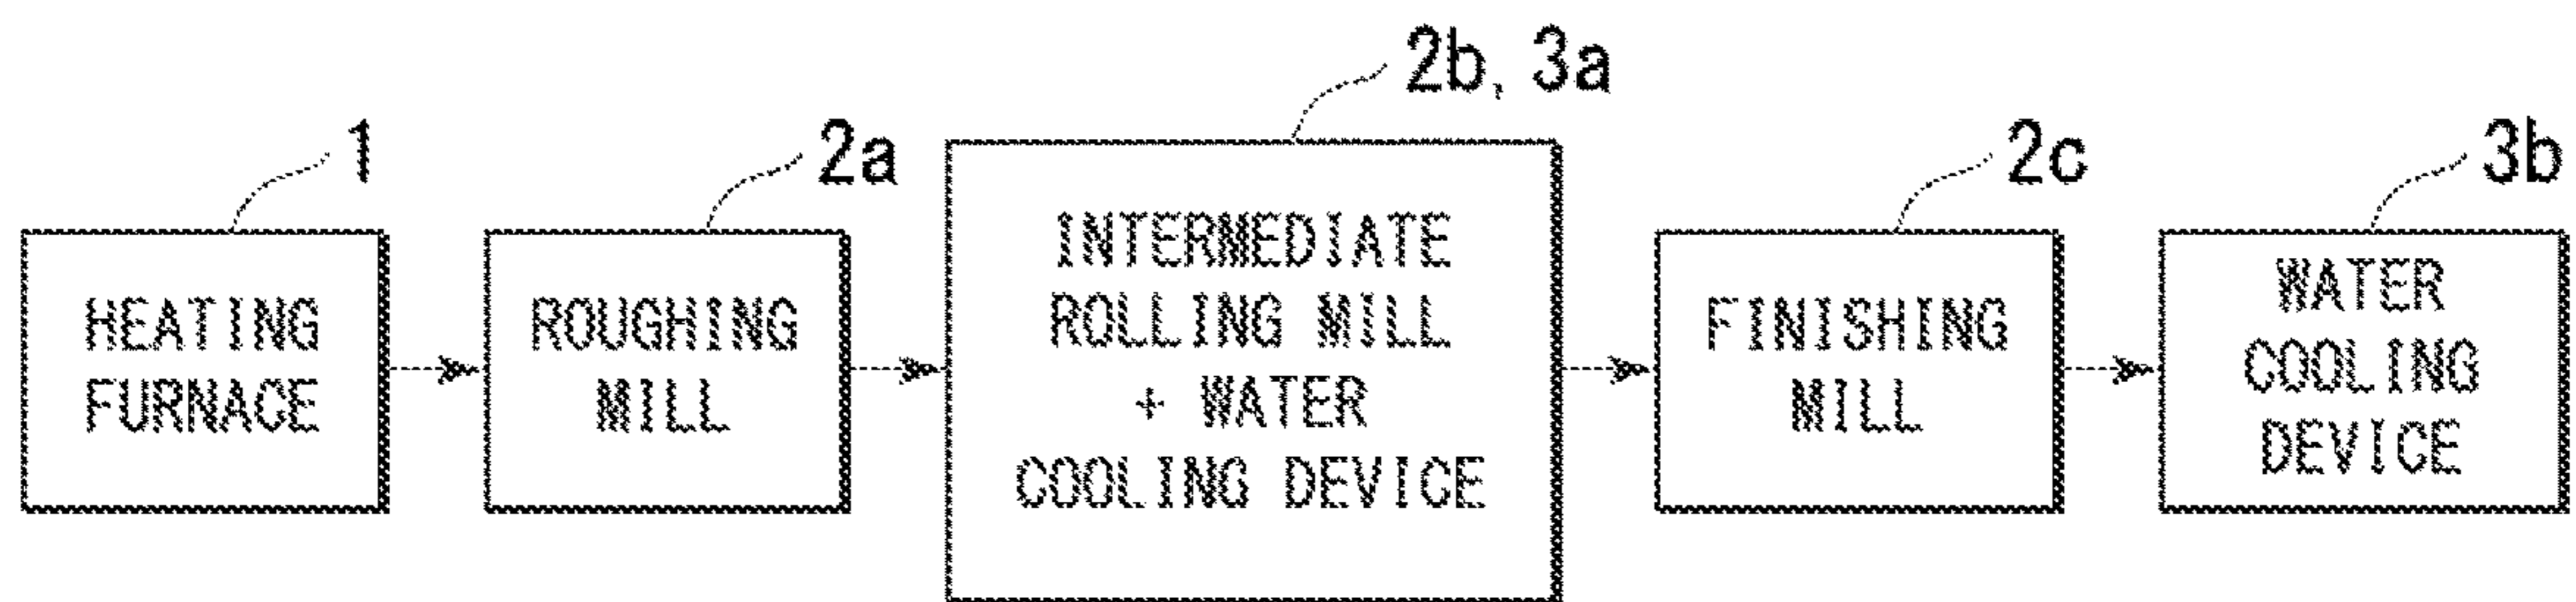 1
2a
2b, 3a
2c
3b
HEATING
FURNACE
ROUGHING
MILL
INTERMEDIATE
ROLLING MILL
+ WATER
COOLING DEVICE
FINISHING
MILL
WATER
COOLING
DEVICE